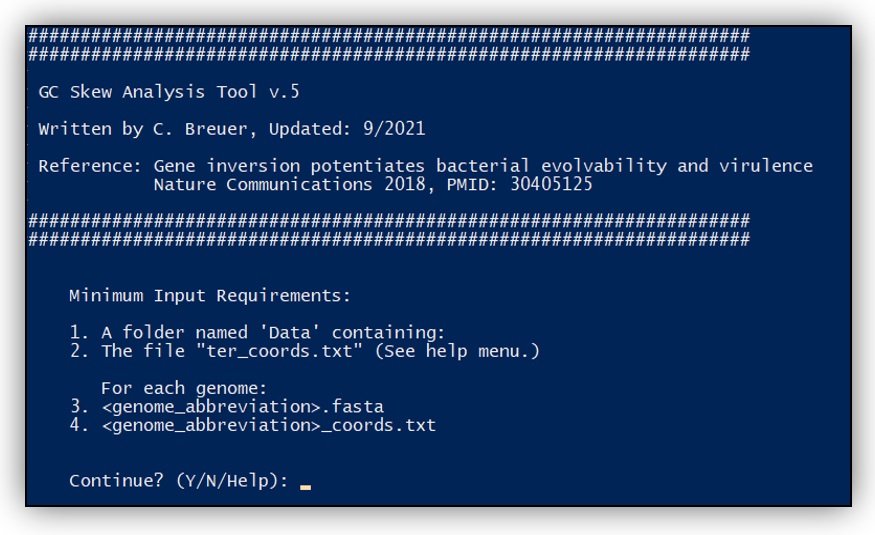 ######################################################################
######################################################################
GC Skew Analysis Tool v.5
Written by C. Breuer, Updated: 9/2021
Reference: Gene inversion potentiates bacterial evolvability and virulence
Nature Communications 2018, PMID: 30405125
######################################################################
######################################################################
Minimum Input Requirements:
1. A folder named 'Data' containing:
2. The file "ter_coords.txt" (See help menu.)
For each genome:
3. <genome_abbreviation>.fasta
4. <genome_abbreviation>_coords.txt
Continue? (Y/N/Help): _